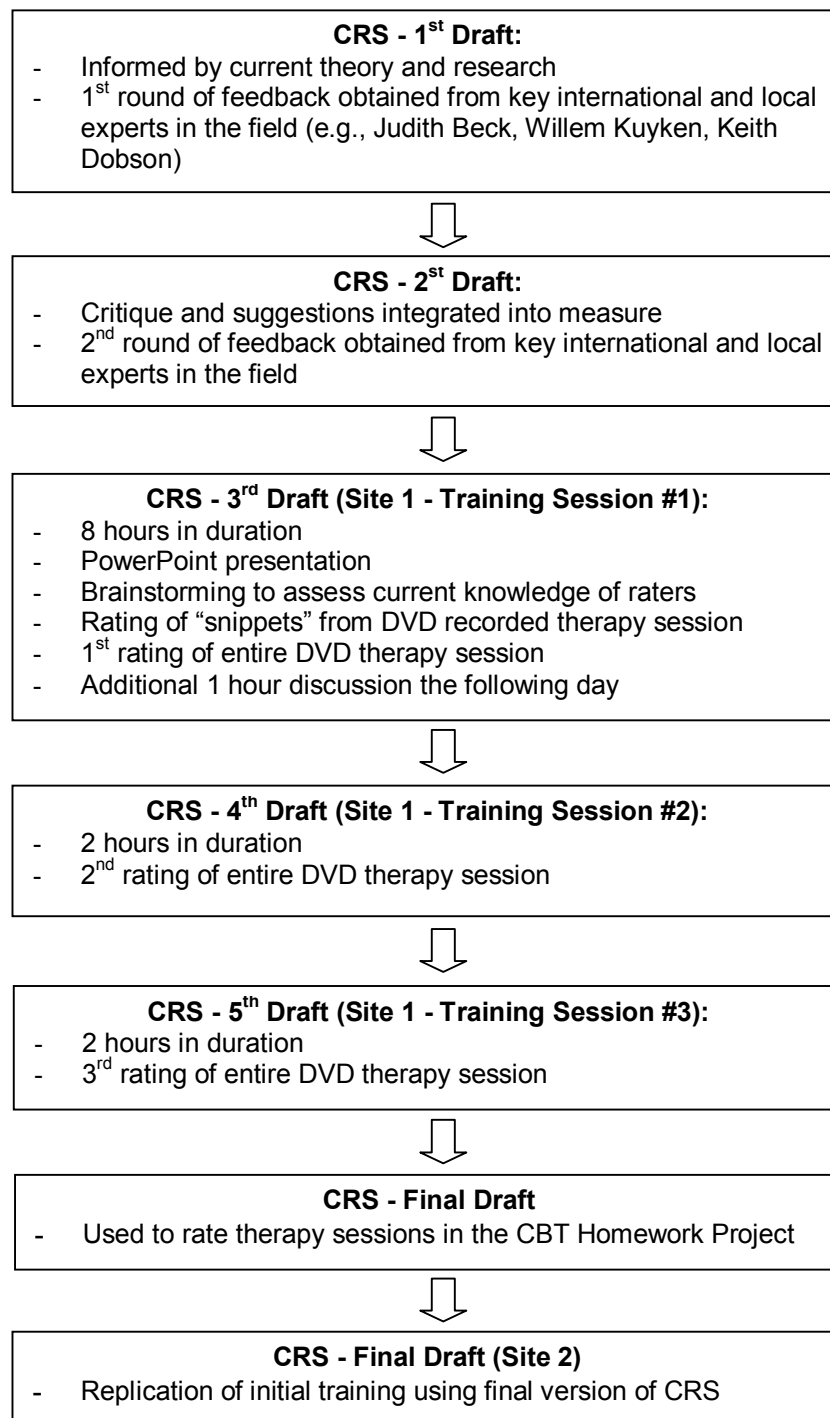 CRS - 1st Draft:
- Informed by current theory and research
- 1st round of feedback obtained from key international and local
experts in the field (e.g., Judith Beck, Willem Kuyken, Keith
Dobson)
CRS - 2st Draft:
- Critique and suggestions integrated into measure
- 2nd round of feedback obtained from key international and local
experts in the field
CRS - 3rd Draft (Site 1 - Training Session #1):
- 8 hours in duration
- PowerPoint presentation
- Brainstorming to assess current knowledge of raters
- Rating of “snippets” from DVD recorded therapy session
- 1st rating of entire DVD therapy session
- Additional 1 hour discussion the following day
CRS - 4th Draft (Site 1 - Training Session #2):
- 2 hours in duration
- 2nd rating of entire DVD therapy session
CRS - 5th Draft (Site 1 - Training Session #3):
- 2 hours in duration
- 3rd rating of entire DVD therapy session
CRS - Final Draft
- Used to rate therapy sessions in the CBT Homework Project
CRS - Final Draft (Site 2)
- Replication of initial training using final version of CRS